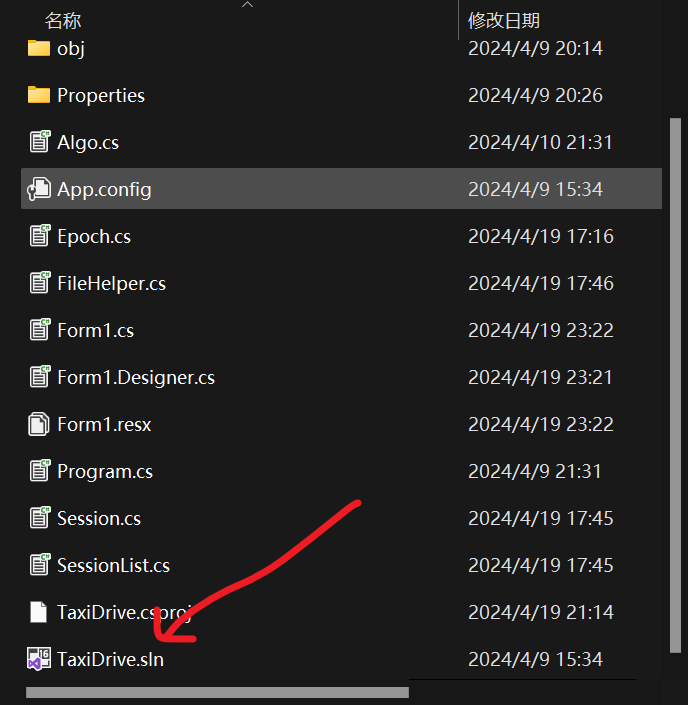 名称 修改日期
obj 2024/4/9 20:14
Properties 2024/4/9 20:26
Algo.cs 2024/4/10 21:31
App.config 2024/4/9 15:34
Epoch.cs 2024/4/19 17:16
FileHelper.cs 2024/4/19 17:46
Form1.cs 2024/4/19 23:22
Form1.Designer.cs 2024/4/19 23:21
Form1.resx 2024/4/19 23:22
Program.cs 2024/4/9 21:31
Session.cs 2024/4/19 17:45
SessionList.cs 2024/4/19 17:45
TaxiDrive.csproj 2024/4/19 21:14
TaxiDrive.sln 2024/4/9 15:34